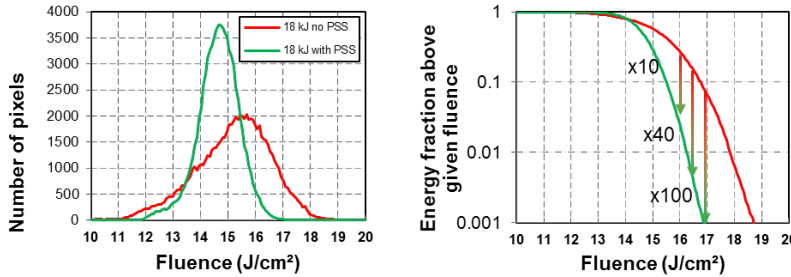 Number of pixels
4000
3500
3000
2500
2000
1500
1000
500
0
18 kJ no PSS
18 kJ with PSS
10 11 12 13 14 15 16 17 18 19 20
Fluence (J/cm²)
Energy fraction above
given fluence
1
0.1
0.01
0.001
x10
x40
x100
10 11 12 13 14 15 16 17 18 19 20
Fluence (J/cm²)